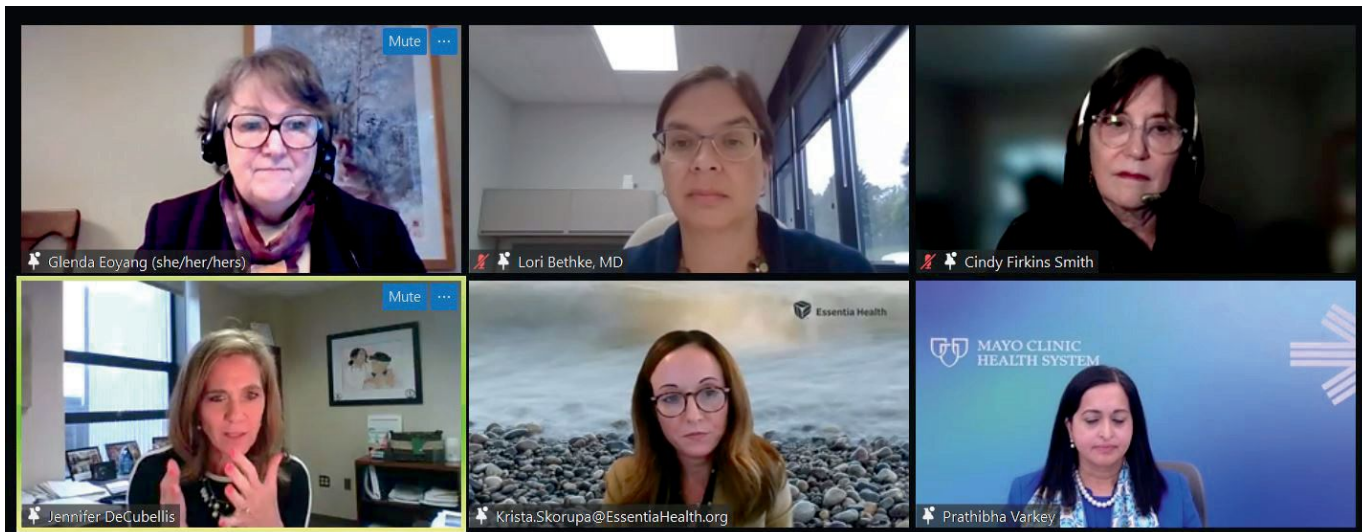 Mute ...
Glenda Eoyang (she/her/hers)
Lori Bethke, MD
Cindy Firkins Smith
Mute ...
Jennifer DeCubellis
Essentia Health
Krista.Skorupa@EssentiaHealth.org
MAYO CLINIC
HEALTH SYSTEM
Prathibha Varkey